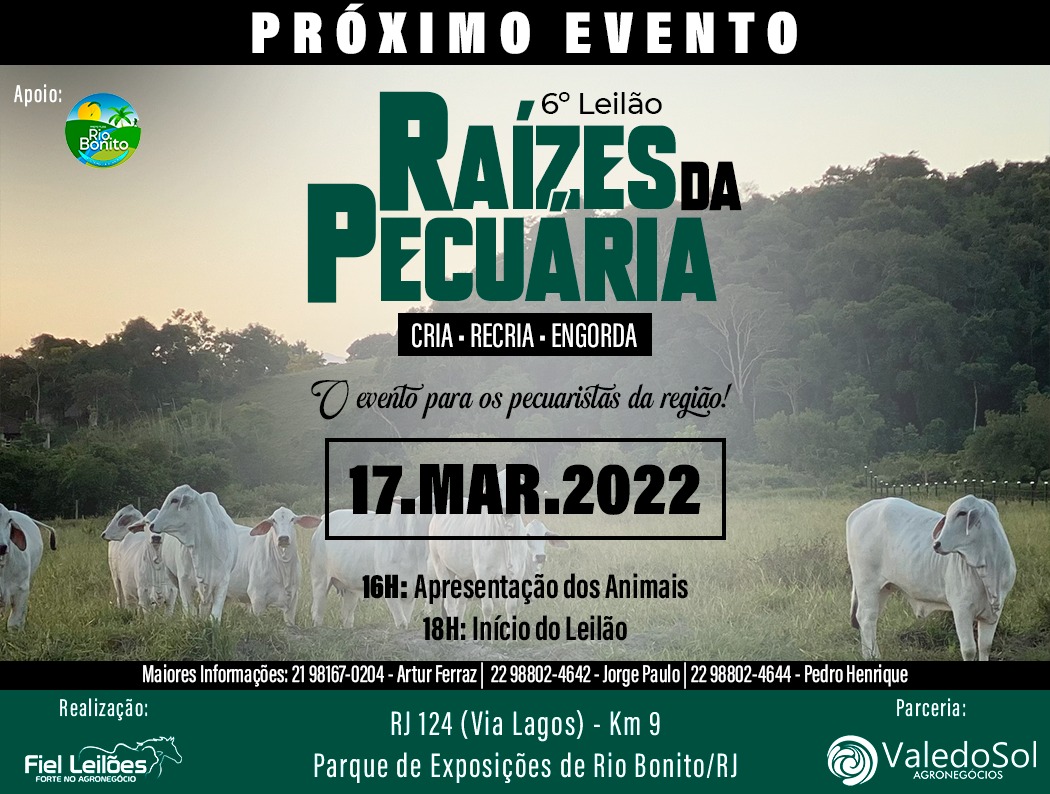 PRÓXIMO EVENTO
Apoio:
Rio
Bonito
6º Leilão
RAÍZES DA
PECUÁRIA
CRIA • RECRIA • ENGORDA
O evento para os pecuaristas da região!
17.MAR.2022
16H: Apresentação dos Animais
18H: Início do Leilão
Maiores Informações: 21 98167-0204 - Artur Ferraz | 22 98802-4642 - Jorge Paulo | 22 98802-4644 - Pedro Henrique
Realização:
Fiel Leilões
FORTE NO AGRONEGÓCIO
RJ 124 (Via Lagos) - Km 9
Parque de Exposições de Rio Bonito/RJ
Parceria:
ValedoSol
AGRONEGÓCIOS